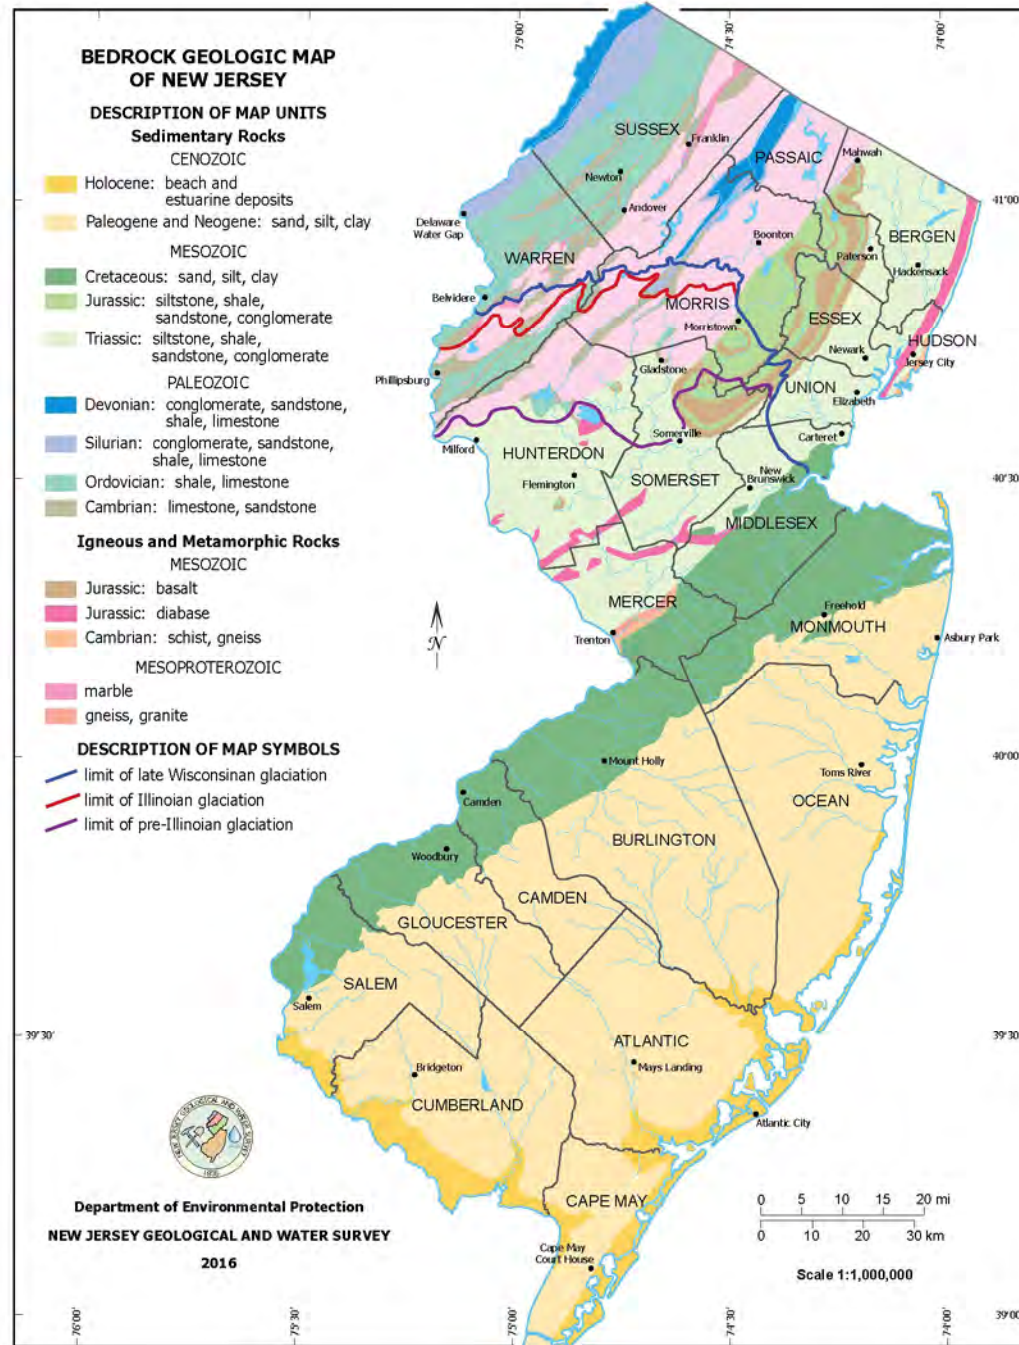 BEDROCK GEOLOGIC MAP
OF NEW JERSEY
DESCRIPTION OF MAP UNITS
Sedimentary Rocks
CENOZOIC
Holocene: beach and
estuarine deposits
Paleogene and Neogene: sand, silt, clay
MESOZOIC
Cretaceous: sand, silt, clay
Jurassic: siltstone, shale,
sandstone, conglomerate
Triassic: siltstone, shale,
sandstone, conglomerate
PALEOZOIC
Devonian: conglomerate, sandstone,
shale, limestone
Silurian: conglomerate, sandstone,
shale, limestone
Ordovician: shale, limestone
Cambrian: limestone, sandstone
Igneous and Metamorphic Rocks
MESOZOIC
Jurassic: basalt
Jurassic: diabase
Cambrian: schist, gneiss
MESOPROTEROZOIC
marble
gneiss, granite
DESCRIPTION OF MAP SYMBOLS
limit of late Wisconsinan glaciation
limit of Illinoian glaciation
limit of pre-Illinoian glaciation
75°00'
74°30'
74°00'
41°00'
40°30'
40°00'
39°30'
39°30'
39°00'
76°00'
75°30'
75°00'
74°30'
74°00'
N
SUSSEX
Franklin
PASSAIC
Mahwah
Newton
Andover
Delaware
Water Gap
WARREN
Boonton
BERGEN
Paterson
Hackensack
Belvidere
MORRIS
Morristown
ESSEX
HUDSON
Jersey City
Newark
Phillipsburg
Gladstone
UNION
Elizabeth
Milford
Somerville
Carteret
HUNTERDON
Flemington
SOMERSET
New
Brunswick
MIDDLESEX
MERCER
Trenton
Freehold
MONMOUTH
Asbury Park
Mount Holly
Toms River
OCEAN
Camden
BURLINGTON
Woodbury
CAMDEN
GLOUCESTER
SALEM
Salem
ATLANTIC
Mays Landing
Bridgeton
CUMBERLAND
Atlantic City
CAPE MAY
Cape May
Court House
NEW JERSEY GEOLOGICAL AND WATER SURVEY
1835
Department of Environmental Protection
NEW JERSEY GEOLOGICAL AND WATER SURVEY
2016
0 5 10 15 20 mi
0 10 20 30 km
Scale 1:1,000,000